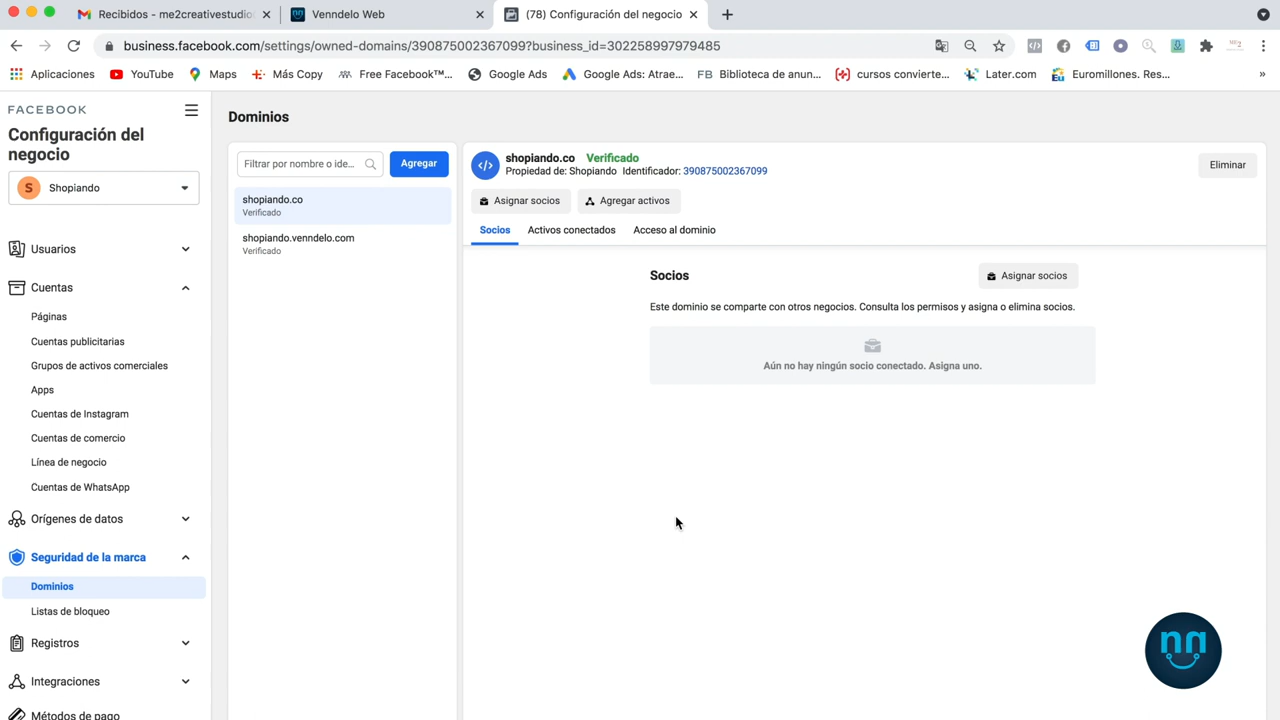 Recibidos - me2creativestudio
Venndelo Web
(78) Configuración del negocio
business.facebook.com/settings/owned-domains/390875002367099?business_id=302258997979485
Aplicaciones
YouTube
Maps
Más Copy
Free Facebook™...
Google Ads
Google Ads: Atrae...
FB Biblioteca de anun...
cursos convierte...
Later.com
Euromillones. Res...
»
FACEBOOK
Configuración del
negocio
S Shopiando
Usuarios
Cuentas
Páginas
Cuentas publicitarias
Grupos de activos comerciales
Apps
Cuentas de Instagram
Cuentas de comercio
Línea de negocio
Cuentas de WhatsApp
Orígenes de datos
Seguridad de la marca
Dominios
Listas de bloqueo
Registros
Integraciones
Métodos de pago
Dominios
Filtrar por nombre o ide...
Agregar
shopiando.co
Verificado
shopiando.venndelo.com
Verificado
shopiando.co Verificado
Propiedad de: Shopiando Identificador: 390875002367099
Eliminar
Asignar socios
Agregar activos
Socios
Activos conectados
Acceso al dominio
Socios
Asignar socios
Este dominio se comparte con otros negocios. Consulta los permisos y asigna o elimina socios.
Aún no hay ningún socio conectado. Asigna uno.